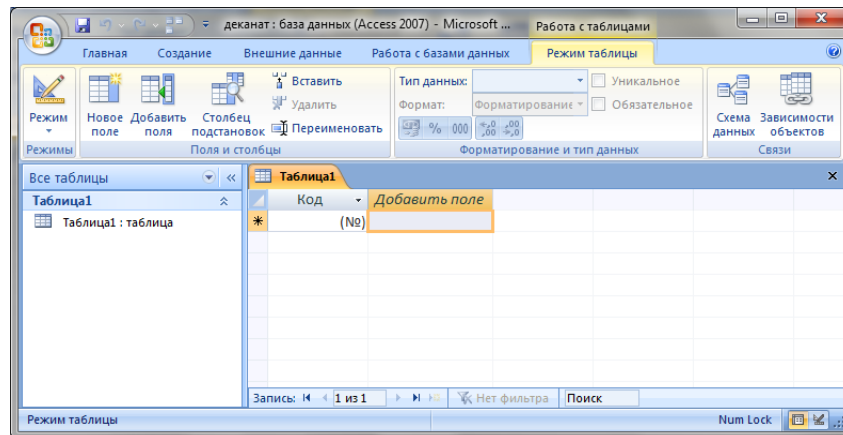 деканат : база данных (Access 2007) - Microsoft ...
Работа с таблицами
Главная Создание Внешние данные Работа с базами данных Режим таблицы
Режим
Режимы
Новое поле
Добавить поля
Столбец подстановок
Вставить
Удалить
Переименовать
Поля и столбцы
Тип данных:
Формат: Форматирование
% 000 ,00 ,0 ,00
Уникальное
Обязательное
Форматирование и тип данных
Схема данных
Зависимости объектов
Связи
Все таблицы
Таблица1
Таблица1 : таблица
Таблица1
Код Добавить поле
(№)
Запись: 1 из 1 Нет фильтра Поиск
Режим таблицы
Num Lock